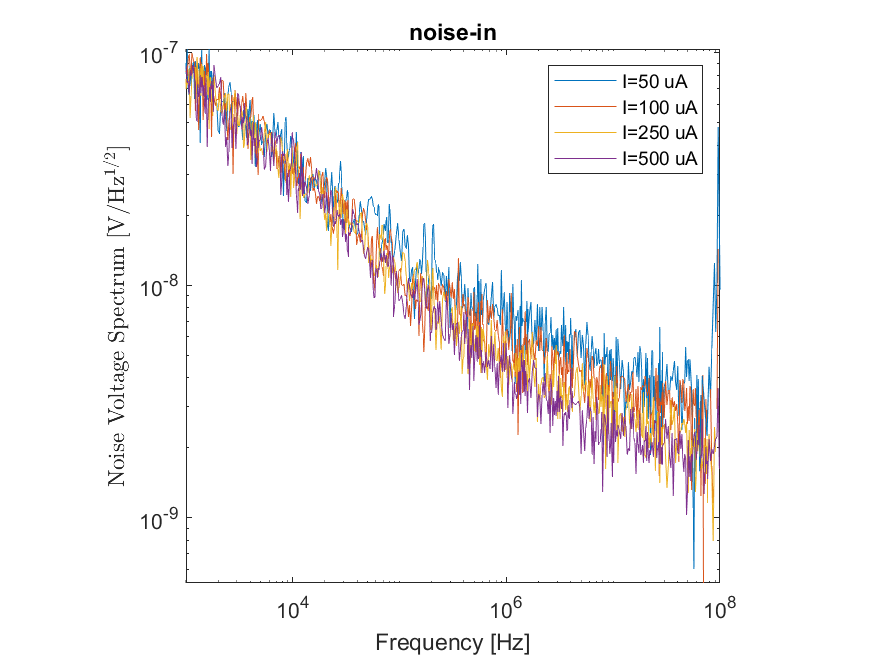 noise-in
10^-7
10^-8
10^-9
Noise Voltage Spectrum [V/Hz^1/2]
I=50 uA
I=100 uA
I=250 uA
I=500 uA
10^4
10^6
10^8
Frequency [Hz]